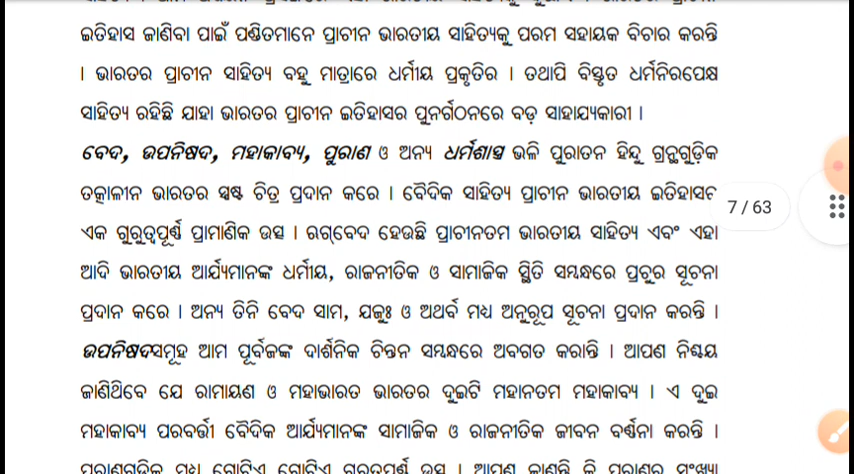 ଇତିହାସ ଜାଣିବା ପାଇଁ ପଣ୍ଡିତମାନେ ପ୍ରାଚୀନ ଭାରତୀୟ ସାହିତ୍ୟକୁ ପରମ ସହାୟକ ବିଚାର କରନ୍ତି
। ଭାରତର ପ୍ରାଚୀନ ସାହିତ୍ୟ ବହୁ ମାତ୍ରାରେ ଧର୍ମୀୟ ପ୍ରକୃତିର । ତଥାପି ବିସ୍ତୃତ ଧର୍ମନିରପେକ୍ଷ
ସାହିତ୍ୟ ରହିଛି ଯାହା ଭାରତର ପ୍ରାଚୀନ ଇତିହାସର ପୁନର୍ଗଠନରେ ବଡ଼ ସାହାଯ୍ୟକାରୀ ।
ବେଦ, ଉପନିଷଦ, ମହାକାବ୍ୟ, ପୁରାଣ ଓ ଅନ୍ୟ ଧର୍ମଶାସ୍ତ୍ର ଭଳି ପୁରାତନ ହିନ୍ଦୁ ଗ୍ରନ୍ଥଗୁଡ଼ିକ
ତତ୍କାଳୀନ ଭାରତର ସ୍ପଷ୍ଟ ଚିତ୍ର ପ୍ରଦାନ କରେ । ବୈଦିକ ସାହିତ୍ୟ ପ୍ରାଚୀନ ଭାରତୀୟ ଇତିହାସର
7 / 63
ଏକ ଗୁରୁତ୍ୱପୂର୍ଣ୍ଣ ପ୍ରାମାଣିକ ଉତ୍ସ । ଋଗ୍‌ବେଦ ହେଉଛି ପ୍ରାଚୀନତମ ଭାରତୀୟ ସାହିତ୍ୟ ଏବଂ ଏହା
ଆଦି ଭାରତୀୟ ଆର୍ଯ୍ୟମାନଙ୍କ ଧର୍ମୀୟ, ରାଜନୀତିକ ଓ ସାମାଜିକ ସ୍ଥିତି ସମ୍ବନ୍ଧରେ ପ୍ରଚୁର ସୂଚନା
ପ୍ରଦାନ କରେ । ଅନ୍ୟ ତିନି ବେଦ ସାମ, ଯଜୁଃ ଓ ଅଥର୍ବ ମଧ୍ୟ ଅନୁରୂପ ସୂଚନା ପ୍ରଦାନ କରନ୍ତି ।
ଉପନିଷଦସମୂହ ଆମ ପୂର୍ବଜଙ୍କ ଦାର୍ଶନିକ ଚିନ୍ତନ ସମ୍ବନ୍ଧରେ ଅବଗତ କରାନ୍ତି । ଆପଣ ନିଶ୍ଚୟ
ଜାଣିଥିବେ ଯେ ରାମାୟଣ ଓ ମହାଭାରତ ଭାରତର ଦୁଇଟି ମହାନତମ ମହାକାବ୍ୟ । ଏ ଦୁଇ
ମହାକାବ୍ୟ ପରବର୍ତ୍ତୀ ବୈଦିକ ଆର୍ଯ୍ୟମାନଙ୍କ ସାମାଜିକ ଓ ରାଜନୀତିକ ଜୀବନ ବର୍ଣ୍ଣନା କରନ୍ତି ।